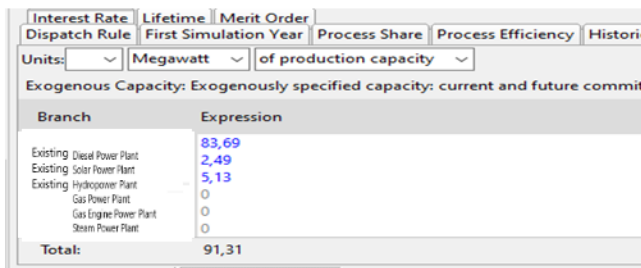 Interest Rate Lifetime Merit Order
Dispatch Rule First Simulation Year Process Share Process Efficiency Histori
Units: Megawatt of production capacity
Exogenous Capacity: Exogenously specified capacity: current and future commit
Branch Expression
Existing Diesel Power Plant 83,69
Existing Solar Power Plant 2,49
Existing Hydropower Plant 5,13
Gas Power Plant 0
Gas Engine Power Plant 0
Steam Power Plant 0
Total: 91,31